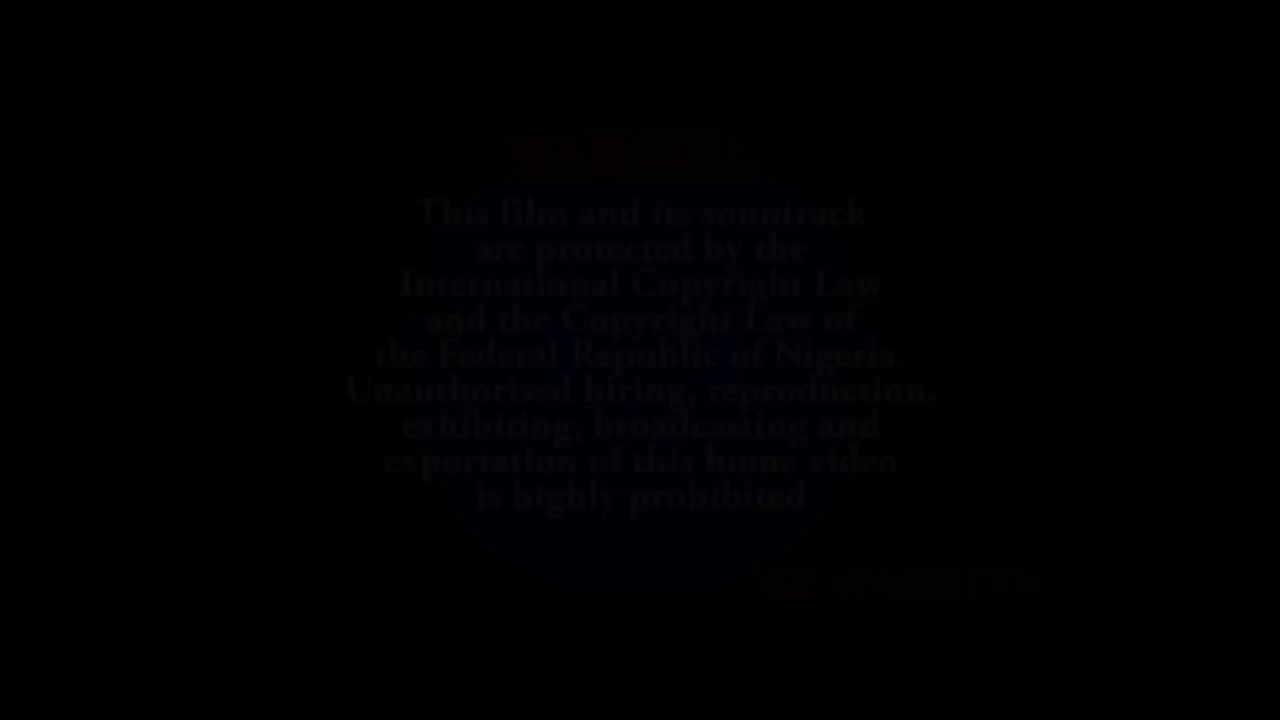 This film and its sountrack
are protected by the
International Copyright Law
and the Copyright Law of
the Federal Republic of Nigeria.
Unauthorised hiring, reproduction,
exhibiting, broadcasting and
exportation of this home video
is highly prohibited